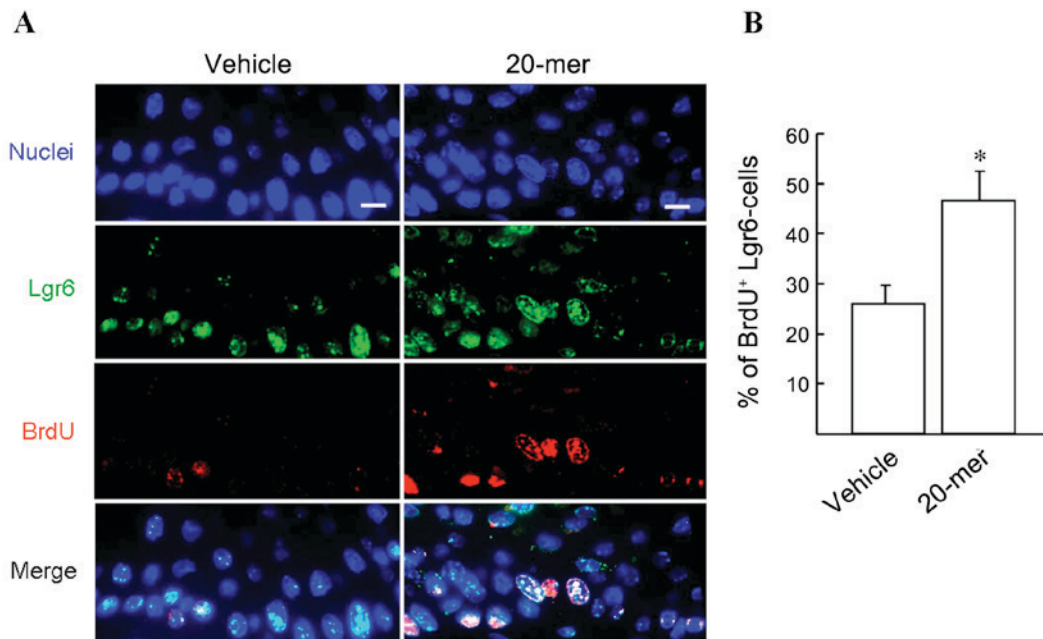 A
Vehicle
20-mer
Nuclei
Lgr6
BrdU
Merge
B
% of BrdU⁺ Lgr6-cells
60
50
40
30
20
10
*
Vehicle
20-mer